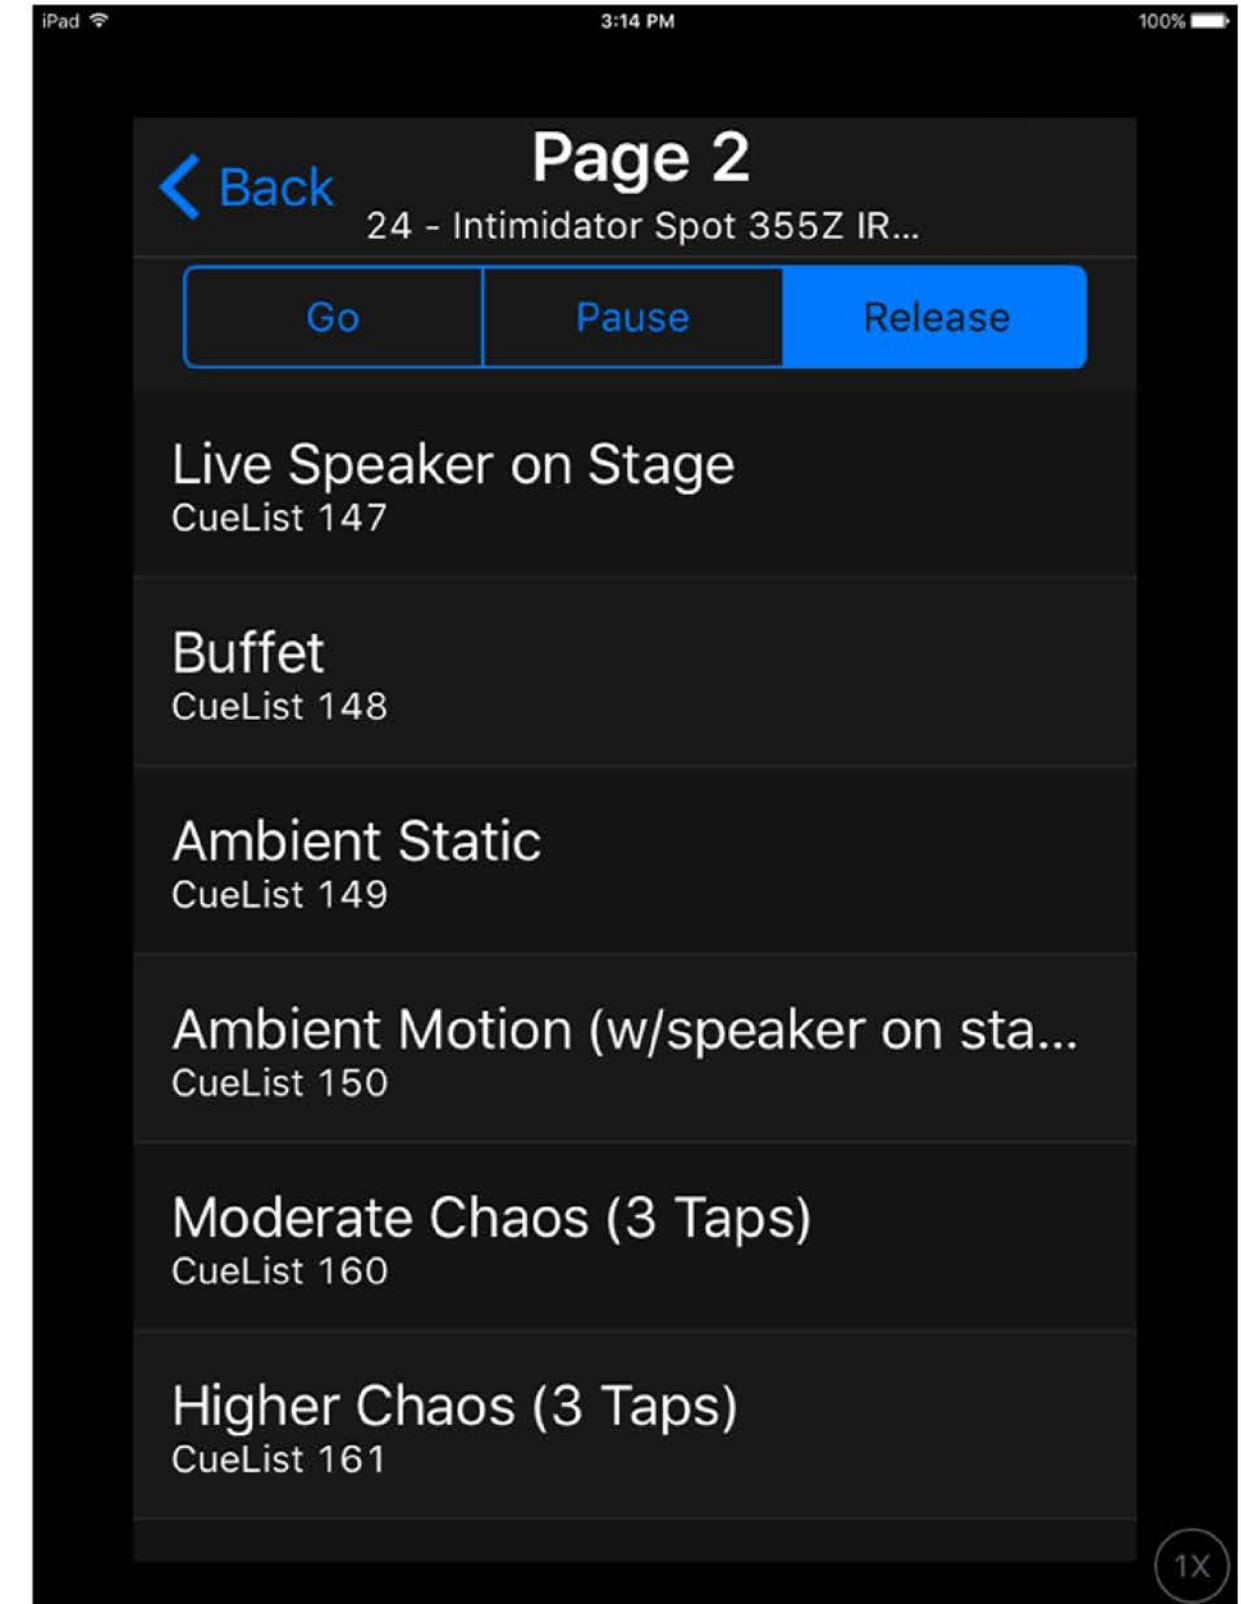 iPad
3:14 PM
100%
Back
Page 2
24 - Intimidator Spot 355Z IR...
Go
Pause
Release
Live Speaker on Stage
CueList 147
Buffet
CueList 148
Ambient Static
CueList 149
Ambient Motion (w/speaker on sta...
CueList 150
Moderate Chaos (3 Taps)
CueList 160
Higher Chaos (3 Taps)
CueList 161
1X